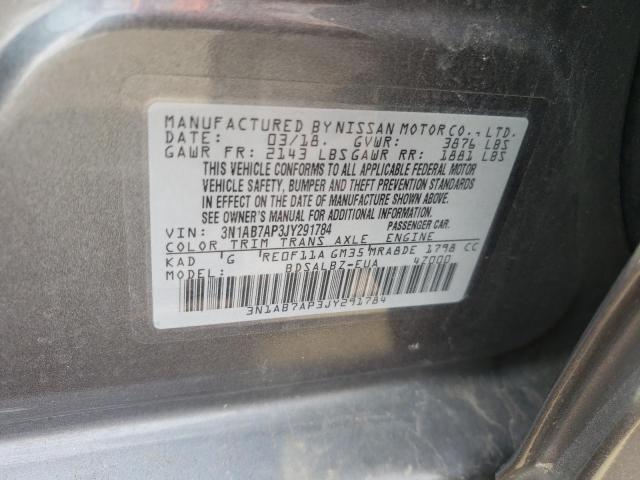 MANUFACTURED BY NISSAN MOTOR CO., LTD.
DATE: 03/18. GVWR: 3876 LBS
GAWR FR: 2143 LBS GAWR RR: 1881 LBS
THIS VEHICLE CONFORMS TO ALL APPLICABLE FEDERAL MOTOR
VEHICLE SAFETY, BUMPER AND THEFT PREVENTION STANDARDS
IN EFFECT ON THE DATE OF MANUFACTURE SHOWN ABOVE.
SEE OWNER'S MANUAL FOR ADDITIONAL INFORMATION.
VIN: 3N1AB7AP3JY291784 PASSENGER CAR.
COLOR TRIM TRANS AXLE ENGINE
KAD 'G 'RE0F11A GM35'MRA8DE 1798 CC
MODEL: BDSALBZ-EUA 47000
3N1AB7AP3JY291784